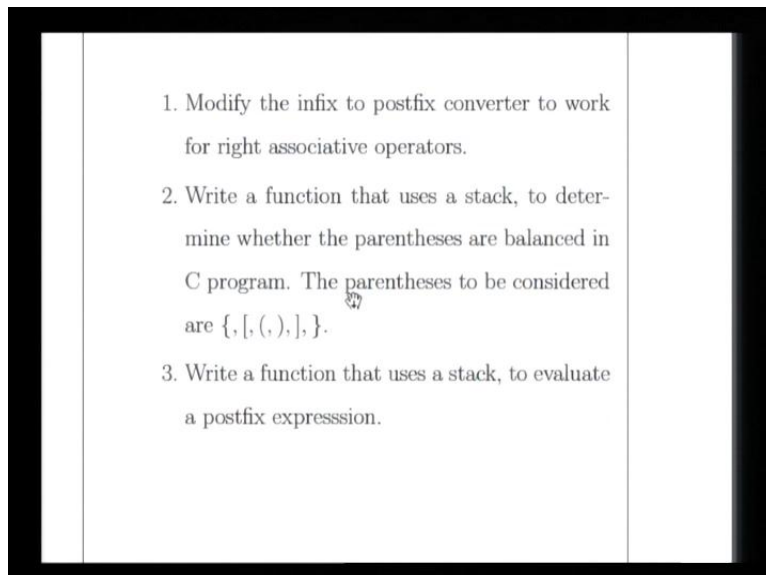 1. Modify the infix to postfix converter to work
for right associative operators.
2. Write a function that uses a stack, to deter-
mine whether the parentheses are balanced in
C program. The parentheses to be considered
are {, [, (, ), ], }.
3. Write a function that uses a stack, to evaluate
a postfix expresssion.